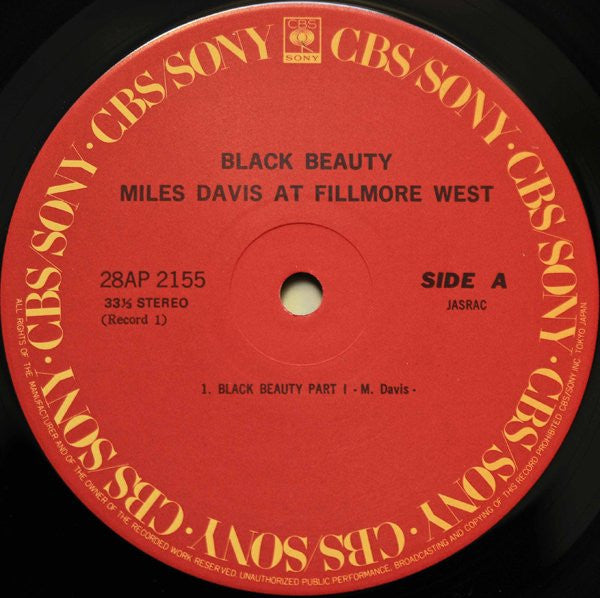 CBS
SONY
CBS/SONY · CBS/SONY · CBS/SONY · CBS/SONY · CBS/SONY · CBS/SONY · CBS/SONY · CBS/SONY · CBS/SONY
BLACK BEAUTY
MILES DAVIS AT FILLMORE WEST
28AP 2155
SIDE A
33⅓ STEREO
JASRAC
(Record 1)
1. BLACK BEAUTY PART I - M. Davis -
ALL RIGHTS OF THE MANUFACTURER AND OF THE OWNER OF THE RECORDED WORK RESERVED. UNAUTHORIZED PUBLIC PERFORMANCE, BROADCASTING AND COPYING OF THIS RECORD PROHIBITED CBS/SONY INC. TOKYO JAPAN